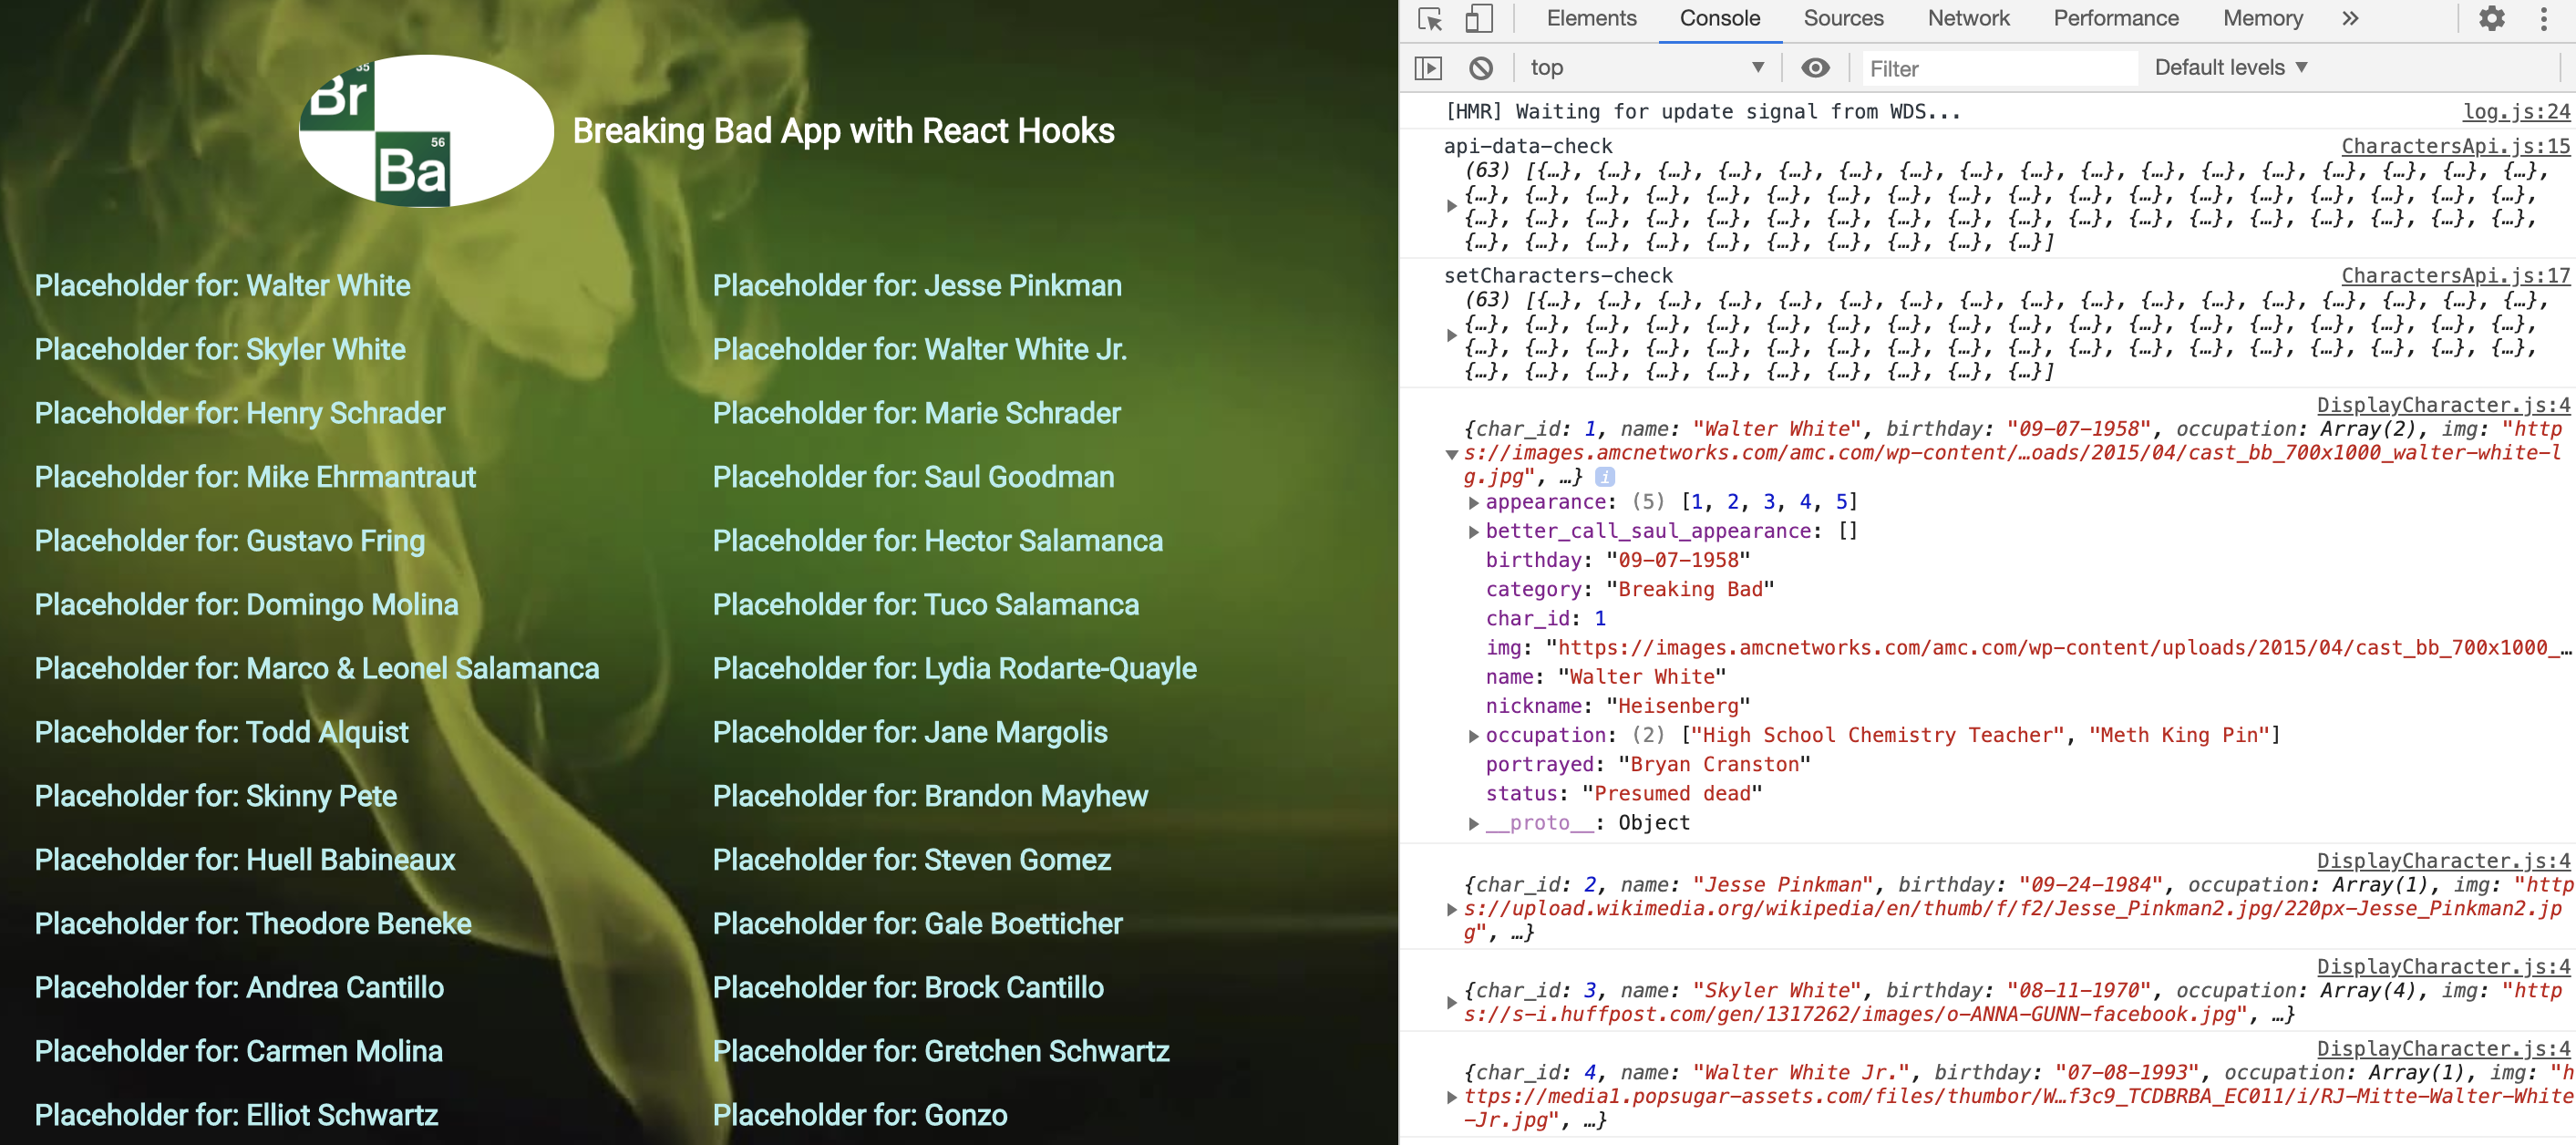 35
Br
56
Ba
Breaking Bad App with React Hooks
Placeholder for: Walter White
Placeholder for: Jesse Pinkman
Placeholder for: Skyler White
Placeholder for: Walter White Jr.
Placeholder for: Henry Schrader
Placeholder for: Marie Schrader
Placeholder for: Mike Ehrmantraut
Placeholder for: Saul Goodman
Placeholder for: Gustavo Fring
Placeholder for: Hector Salamanca
Placeholder for: Domingo Molina
Placeholder for: Tuco Salamanca
Placeholder for: Marco & Leonel Salamanca
Placeholder for: Lydia Rodarte-Quayle
Placeholder for: Todd Alquist
Placeholder for: Jane Margolis
Placeholder for: Skinny Pete
Placeholder for: Brandon Mayhew
Placeholder for: Huell Babineaux
Placeholder for: Steven Gomez
Placeholder for: Theodore Beneke
Placeholder for: Gale Boetticher
Placeholder for: Andrea Cantillo
Placeholder for: Brock Cantillo
Placeholder for: Carmen Molina
Placeholder for: Gretchen Schwartz
Placeholder for: Elliot Schwartz
Placeholder for: Gonzo
Elements Console Sources Network Performance Memory »
top Filter Default levels
[HMR] Waiting for update signal from WDS... log.js:24
api-data-check CharactersApi.js:15
(63) [{…}, {…}, {…}, {…}, {…}, {…}, {…}, {…}, {…}, {…}, {…}, {…}, {…}, {…}, {…}, {…}, {…},
{…}, {…}, {…}, {…}, {…}, {…}, {…}, {…}, {…}, {…}, {…}, {…}, {…}, {…}, {…}, {…}, {…}, {…},
{…}, {…}, {…}, {…}, {…}, {…}, {…}, {…}, {…}, {…}, {…}, {…}, {…}, {…}, {…}, {…}, {…}, {…},
{…}, {…}, {…}, {…}, {…}, {…}, {…}, {…}, {…}, {…}]
setCharacters-check CharactersApi.js:17
(63) [{…}, {…}, {…}, {…}, {…}, {…}, {…}, {…}, {…}, {…}, {…}, {…}, {…}, {…}, {…}, {…}, {…},
{…}, {…}, {…}, {…}, {…}, {…}, {…}, {…}, {…}, {…}, {…}, {…}, {…}, {…}, {…}, {…}, {…}, {…},
{…}, {…}, {…}, {…}, {…}, {…}, {…}, {…}, {…}, {…}, {…}, {…}, {…}, {…}, {…}, {…}, {…}, {…},
{…}, {…}, {…}, {…}, {…}, {…}, {…}, {…}, {…}, {…}]
DisplayCharacter.js:4
{char_id: 1, name: "Walter White", birthday: "09-07-1958", occupation: Array(2), img: "http
s://images.amcnetworks.com/amc.com/wp-content/…oads/2015/04/cast_bb_700x1000_walter-white-l
g.jpg", …} i
appearance: (5) [1, 2, 3, 4, 5]
better_call_saul_appearance: []
birthday: "09-07-1958"
category: "Breaking Bad"
char_id: 1
img: "https://images.amcnetworks.com/amc.com/wp-content/uploads/2015/04/cast_bb_700x1000_…
name: "Walter White"
nickname: "Heisenberg"
occupation: (2) ["High School Chemistry Teacher", "Meth King Pin"]
portrayed: "Bryan Cranston"
status: "Presumed dead"
__proto__: Object
DisplayCharacter.js:4
{char_id: 2, name: "Jesse Pinkman", birthday: "09-24-1984", occupation: Array(1), img: "http
s://upload.wikimedia.org/wikipedia/en/thumb/f/f2/Jesse_Pinkman2.jpg/220px-Jesse_Pinkman2.jp
g", …}
DisplayCharacter.js:4
{char_id: 3, name: "Skyler White", birthday: "08-11-1970", occupation: Array(4), img: "http
s://s-i.huffpost.com/gen/1317262/images/o-ANNA-GUNN-facebook.jpg", …}
DisplayCharacter.js:4
{char_id: 4, name: "Walter White Jr.", birthday: "07-08-1993", occupation: Array(1), img: "h
ttps://media1.popsugar-assets.com/files/thumbor/W…f3c9_TCDBRBA_EC011/i/RJ-Mitte-Walter-White
-Jr.jpg", …}